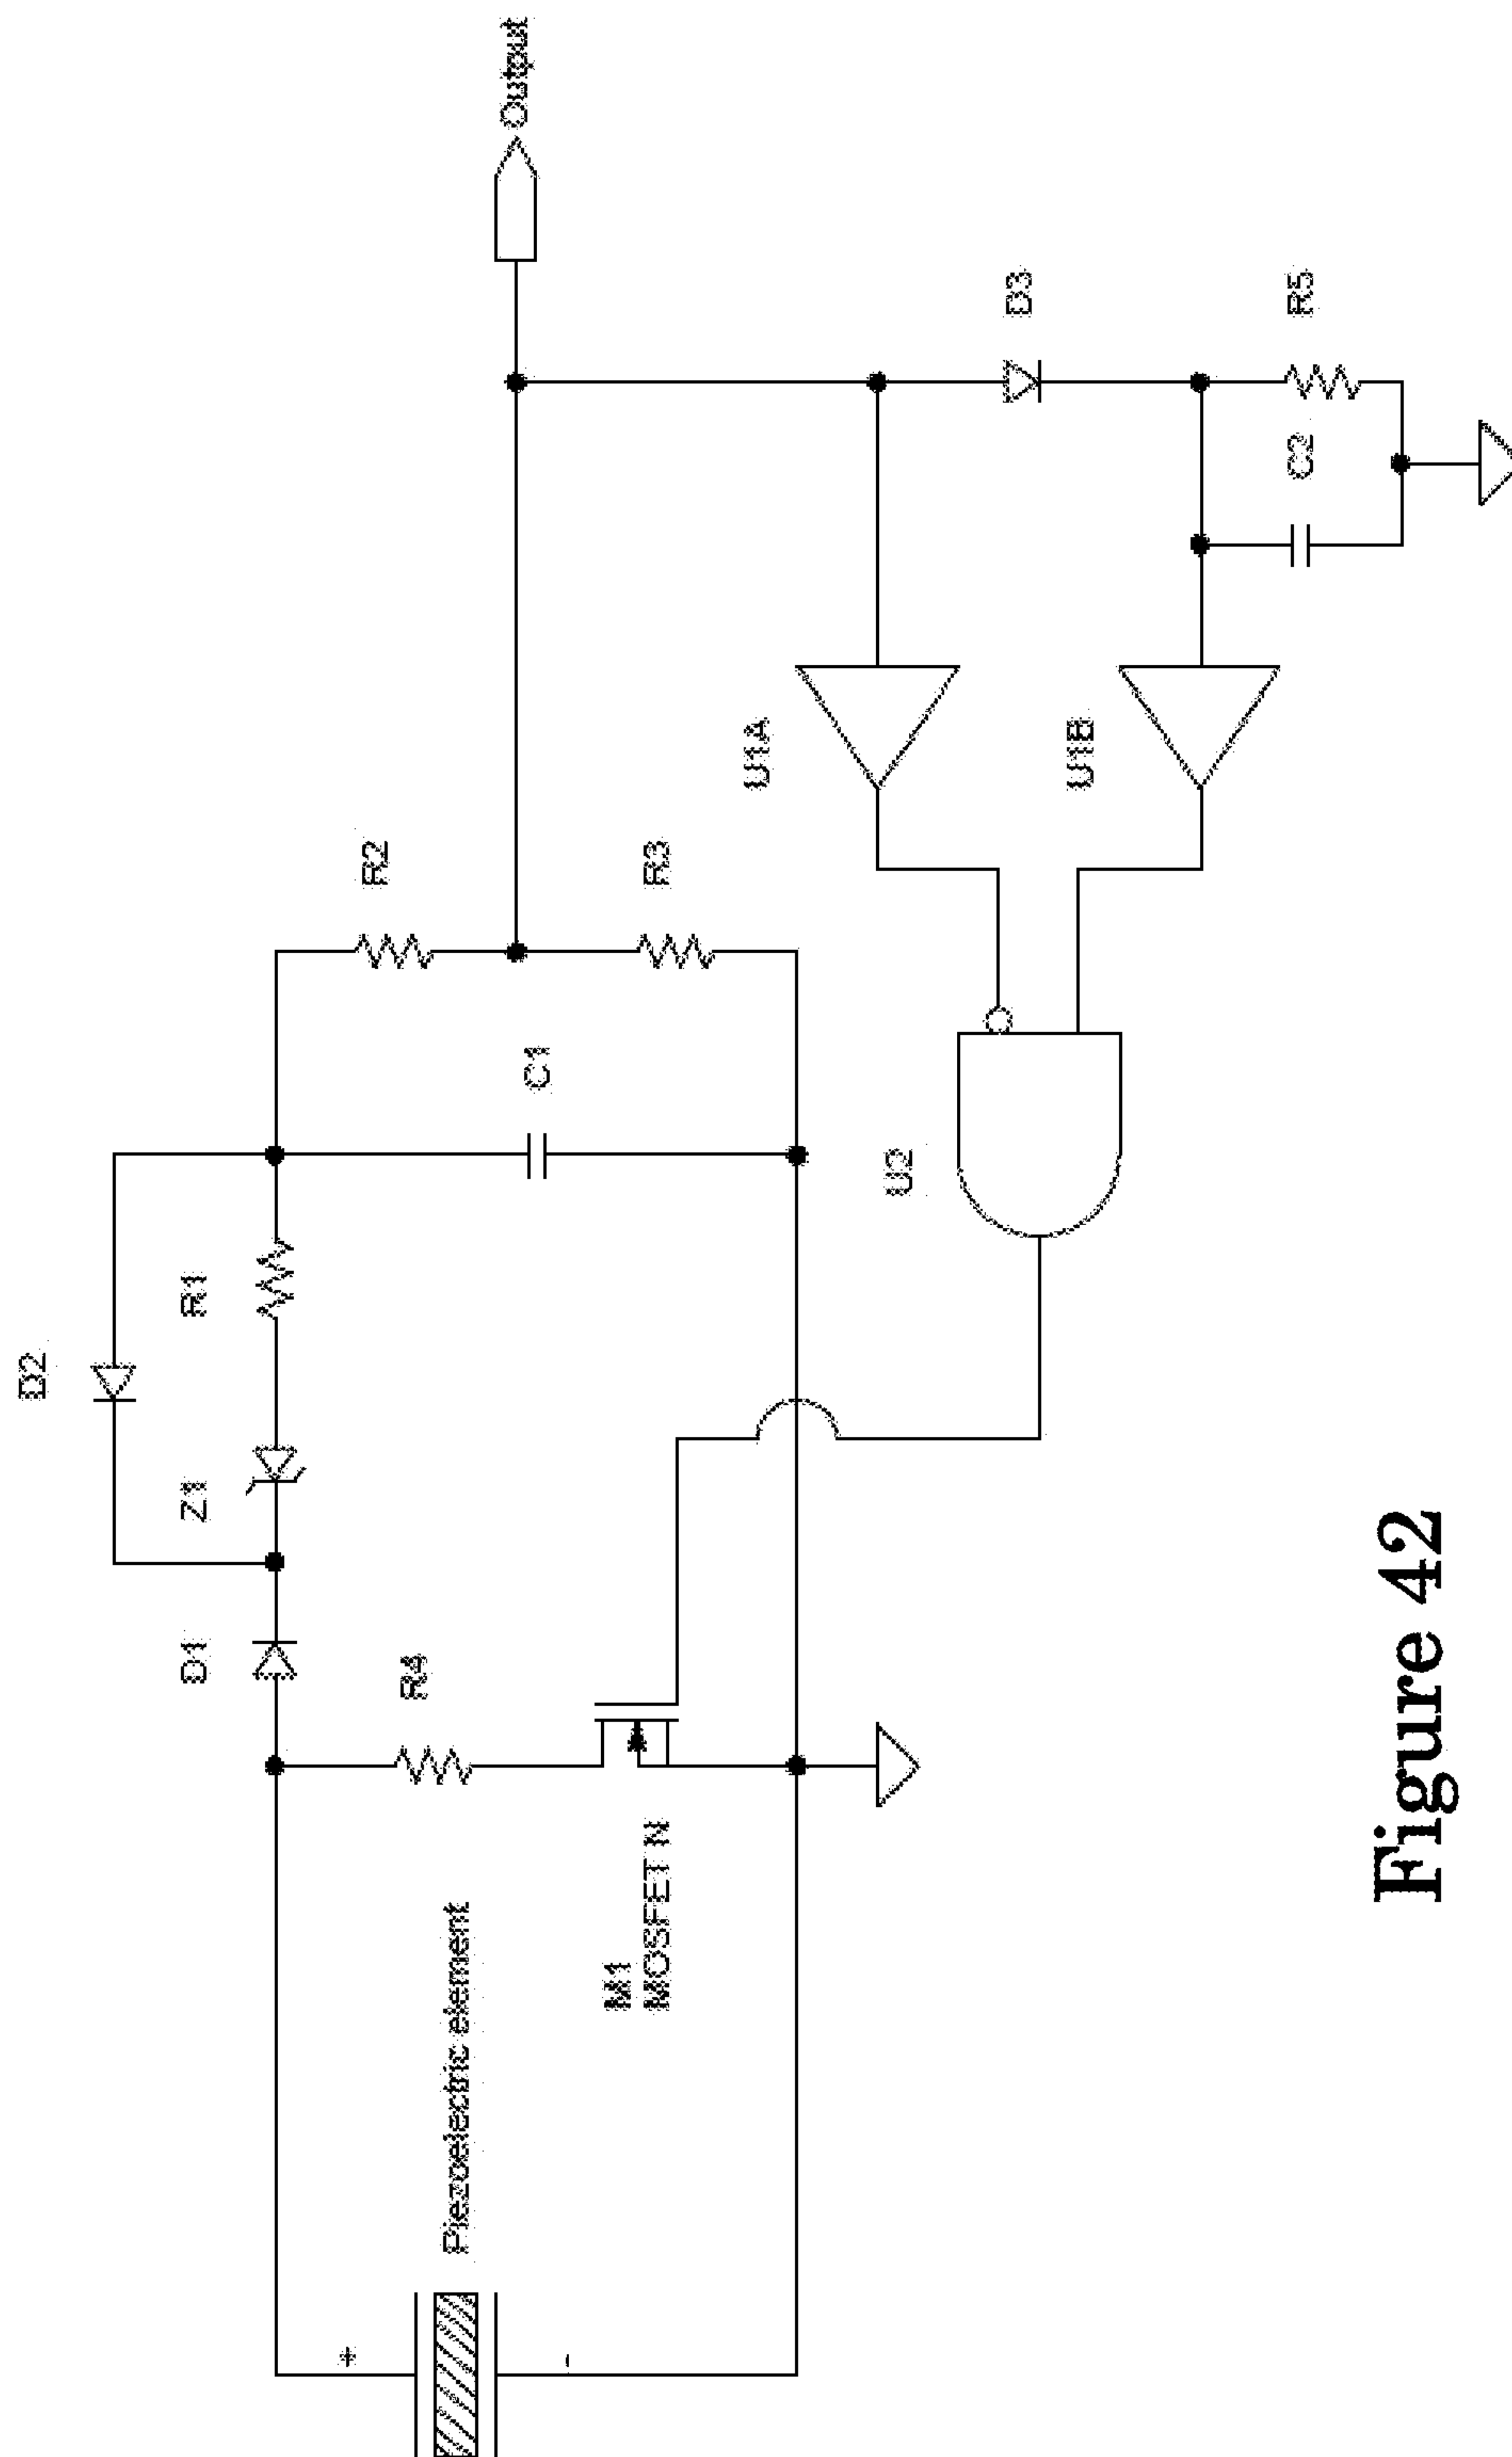 D2
D1
Z1
R1
R2
Output
R4
C1
R3
Piezoelectric element
+
-
M1
MOSFET N
U1A
D3
U2
U1B
C2
R5
Figure 42